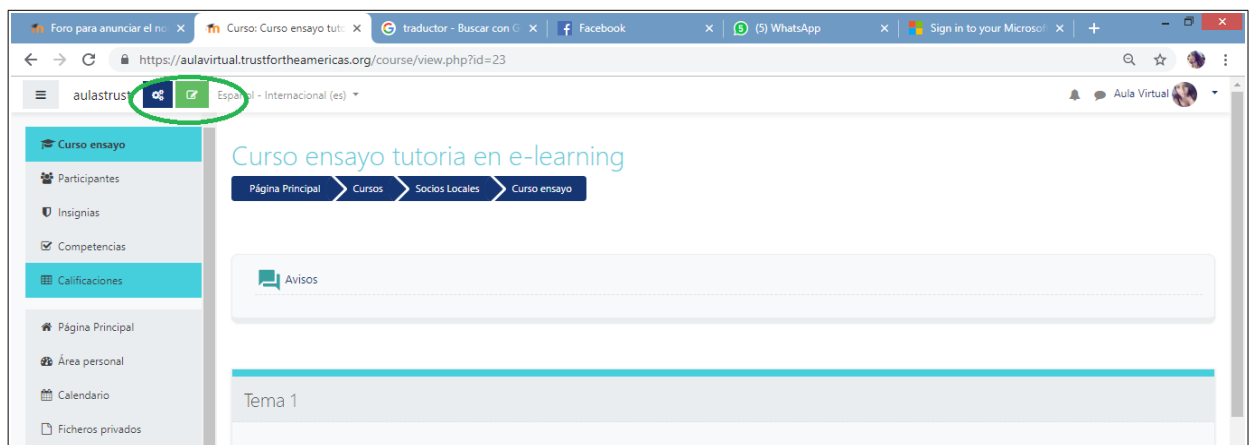 Foro para anunciar el no
Curso: Curso ensayo tuto
traductor - Buscar con G
Facebook
(5) WhatsApp
Sign in to your Microsof
https://aulavirtual.trustfortheamericas.org/course/view.php?id=23
aulastrust
Español - Internacional (es)
Aula Virtual
Curso ensayo
Participantes
Insignias
Competencias
Calificaciones
Página Principal
Área personal
Calendario
Ficheros privados
Curso ensayo tutoria en e-learning
Página Principal
Cursos
Socios Locales
Curso ensayo
Avisos
Tema 1